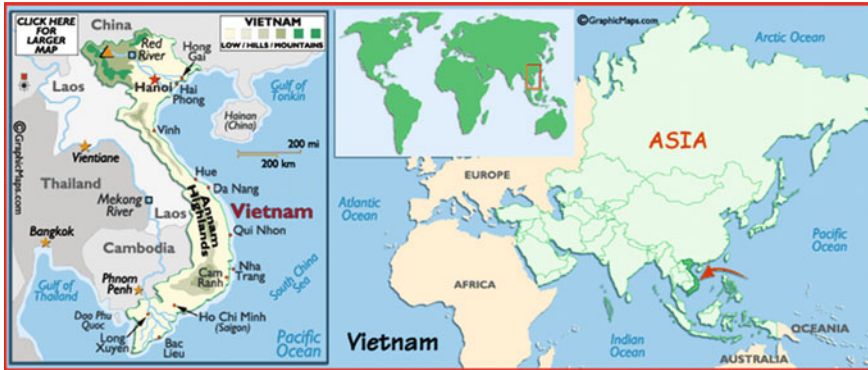 CLICK HERE
FOR
LARGER
MAP
China
VIETNAM
LOW / HILLS / MOUNTAINS
Red
River
Hong
Gai
Hanoi
Hai
Phong
Gulf of
Tonkin
Laos
Hainan
(China)
©GraphicMaps.com
Vinh
200 mi
200 km
Vientiane
Thailand
Hue
Da Nang
Mekong
River
Laos
Annam
Highlands
Vietnam
Bangkok
Qui Nhon
Cambodia
Nha
Trang
Cam
Ranh
Phnom
Penh
South China
Sea
Gulf of
Thailand
Dao Phu
Quoc
Ho Chi Minh
(Saigon)
Long
Xuyen
Bac
Lieu
Pacific
Ocean
©GraphicMaps.com
©GraphicMaps.com
Arctic Ocean
ASIA
EUROPE
Atlantic
Ocean
Pacific
Ocean
AFRICA
Vietnam
Indian
Ocean
OCEANIA
AUSTRALIA